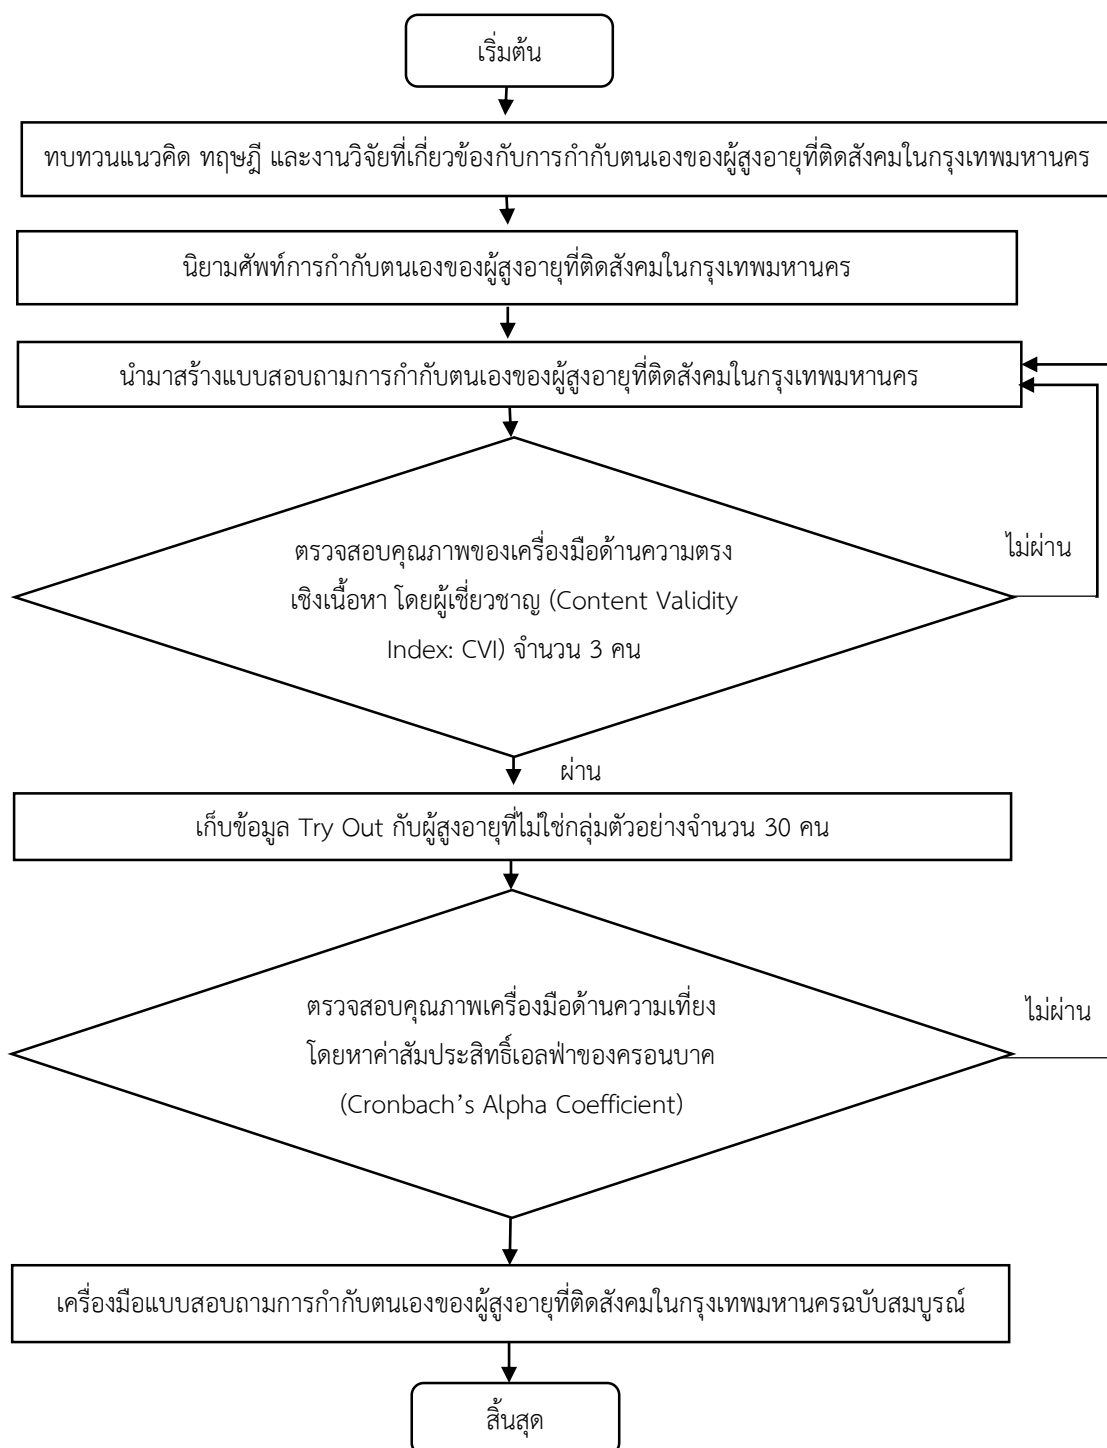 เริ่มต้น
ทบทวนแนวคิด ทฤษฎี และงานวิจัยที่เกี่ยวข้องกับการกำกับตนเองของผู้สูงอายุที่ติดสังคมในกรุงเทพมหานคร
นิยามศัพท์การกำกับตนเองของผู้สูงอายุที่ติดสังคมในกรุงเทพมหานคร
นำมาสร้างแบบสอบถามการกำกับตนเองของผู้สูงอายุที่ติดสังคมในกรุงเทพมหานคร
ตรวจสอบคุณภาพของเครื่องมือด้านความตรง
เชิงเนื้อหา โดยผู้เชี่ยวชาญ (Content Validity
Index: CVI) จำนวน 3 คน
ไม่ผ่าน
ผ่าน
เก็บข้อมูล Try Out กับผู้สูงอายุที่ไม่ใช่กลุ่มตัวอย่างจำนวน 30 คน
ตรวจสอบคุณภาพเครื่องมือด้านความเที่ยง
โดยหาค่าสัมประสิทธิ์เอลฟ่าของครอนบาค
(Cronbach’s Alpha Coefficient)
ไม่ผ่าน
เครื่องมือแบบสอบถามการกำกับตนเองของผู้สูงอายุที่ติดสังคมในกรุงเทพมหานครฉบับสมบูรณ์
สิ้นสุด